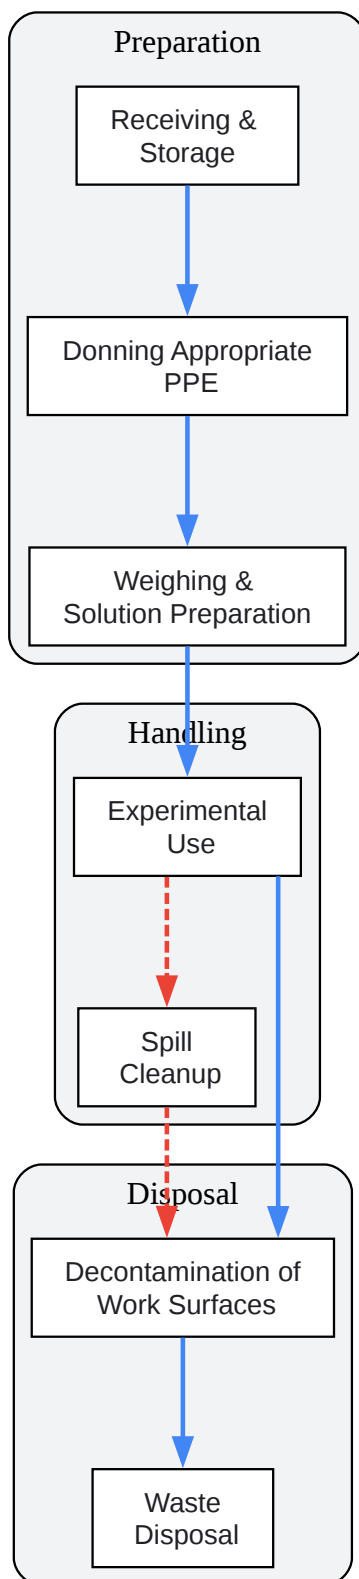 Preparation
Receiving &
Storage
Donning Appropriate
PPE
Weighing &
Solution Preparation
Handling
Experimental
Use
Spill
Cleanup
Disposal
Decontamination of
Work Surfaces
Waste
Disposal